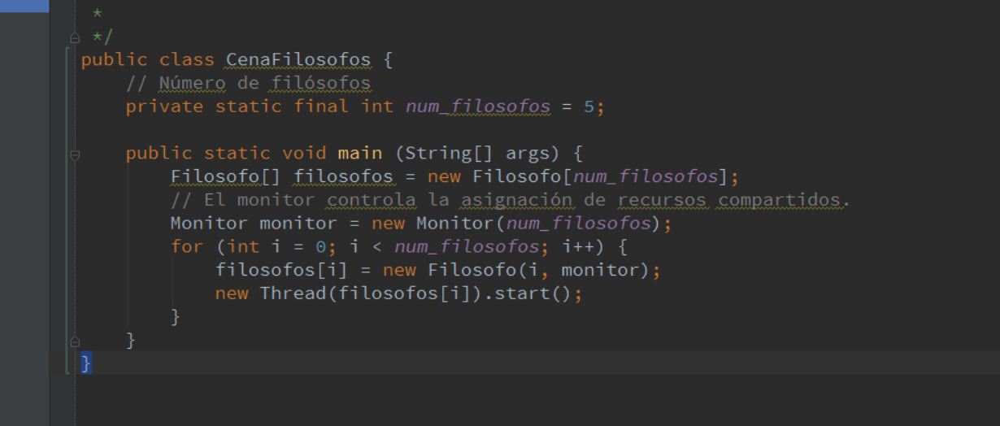 *
*/
public class CenaFilosofos {
// Número de filósofos
private static final int num_filosofos = 5;
public static void main (String[] args) {
Filosofo[] filosofos = new Filosofo[num_filosofos];
// El monitor controla la asignación de recursos compartidos.
Monitor monitor = new Monitor(num_filosofos);
for (int i = 0; i < num_filosofos; i++) {
filosofos[i] = new Filosofo(i, monitor);
new Thread(filosofos[i]).start();
}
}
}